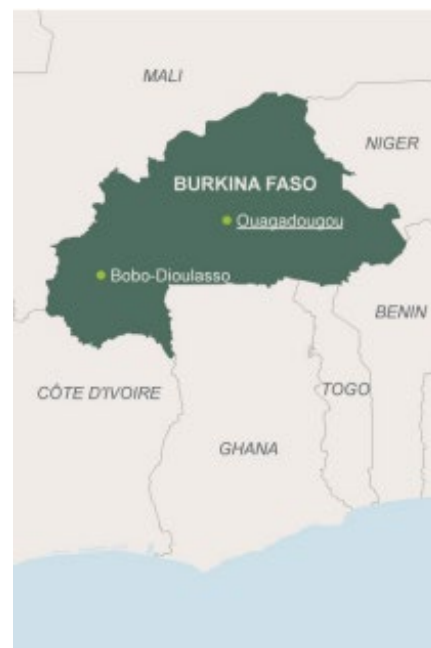 MALI
NIGER
BURKINA FASO
Ouagadougou
Bobo-Dioulasso
BENIN
CÔTE D'IVOIRE
TOGO
GHANA